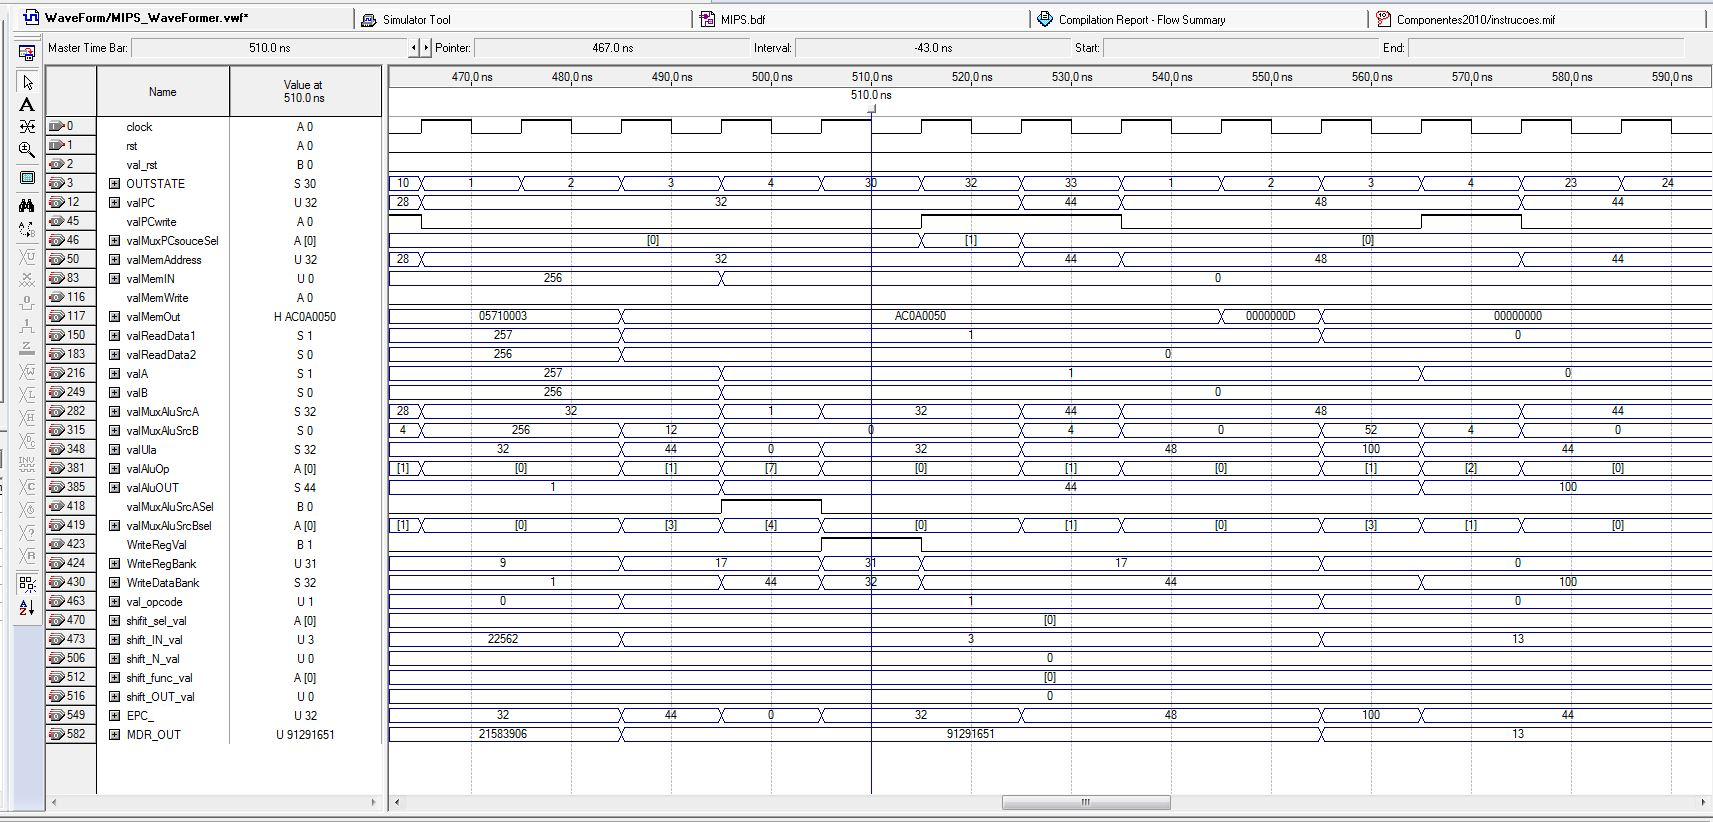 WaveForm/MIPS_WaveFormer.vwf* Simulator Tool MIPS.bdf Compilation Report - Flow Summary Componentes2010/instrucoes.mif
Master Time Bar: 510.0 ns Pointer: 467.0 ns Interval: -43.0 ns Start: End:
Name Value at 510.0 ns 470.0 ns 480.0 ns 490.0 ns 500.0 ns 510.0 ns 520.0 ns 530.0 ns 540.0 ns 550.0 ns 560.0 ns 570.0 ns 580.0 ns 590.0 ns
510.0 ns
0 clock A 0
1 rst A 0
2 val_rst B 0
3 OUTSTATE S 30 10 1 2 3 4 30 32 33 1 2 3 4 23 24
12 valPC U 32 28 32 44 48 44
45 valPCwrite A 0
46 valMuxPCsouceSel A [0] [0] [1] [0]
50 valMemAddress U 32 28 32 44 48 44
83 valMemIN U 0 256 0
116 valMemWrite A 0
117 valMemOut H AC0A0050 05710003 AC0A0050 0000000D 00000000
150 valReadData1 S 1 257 1 0
183 valReadData2 S 0 256 0
216 valA S 1 257 1 0
249 valB S 0 256 0
282 valMuxAluSrcA S 32 28 32 1 32 44 48 44
315 valMuxAluSrcB S 0 4 256 12 0 4 0 52 4 0
348 valUla S 32 32 44 0 32 48 100 44
381 valAluOp A [0] [1] [0] [1] [7] [0] [1] [0] [1] [2] [0]
385 valAluOUT S 44 1 44 100
418 valMuxAluSrcASel B 0
419 valMuxAluSrcBsel A [0] [1] [0] [3] [4] [0] [1] [0] [3] [1] [0]
423 WriteRegVal B 1
424 WriteRegBank U 31 9 17 31 17 0
430 WriteDataBank S 32 1 44 32 44 100
463 val_opcode U 1 0 1 0
470 shifit_sel_val A [0] [0]
473 shift_IN_val U 3 22562 3 13
506 shift_N_val U 0 0
512 shift_func_val A [0] [0]
516 shift_OUT_val U 0 0
549 EPC_ U 32 32 44 0 32 48 100 44
582 MDR_OUT U 91291651 21583906 91291651 13